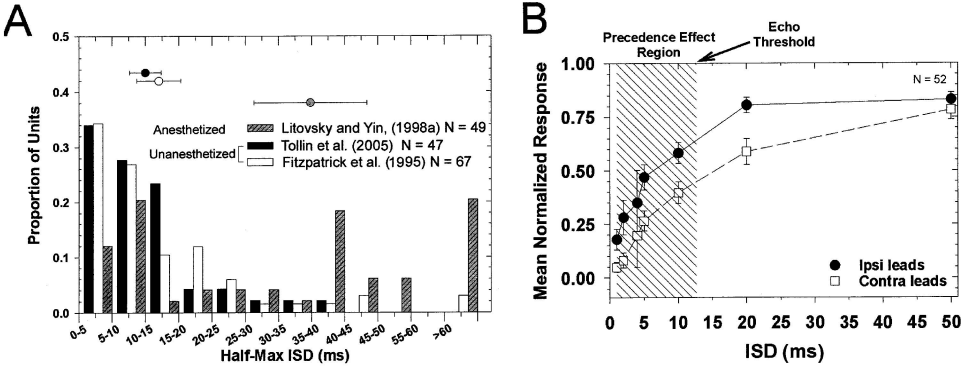 A
0.5
0.4
0.3
0.2
0.1
0.0
Proportion of Units
Anesthetized
Litovsky and Yin, (1998a) N = 49
Unanesthetized
Tollin et al. (2005) N = 47
Fitzpatrick et al. (1995) N = 67
0-5
5-10
10-15
15-20
20-25
25-30
30-35
35-40
40-45
45-50
55-60
>60
Half-Max ISD (ms)
B
Precedence Effect
Region
Echo
Threshold
N = 52
1.00
0.75
0.50
0.25
0.00
Mean Normalized Response
Ipsi leads
Contra leads
0 5 10 15 20 25 30 35 40 45 50
ISD (ms)